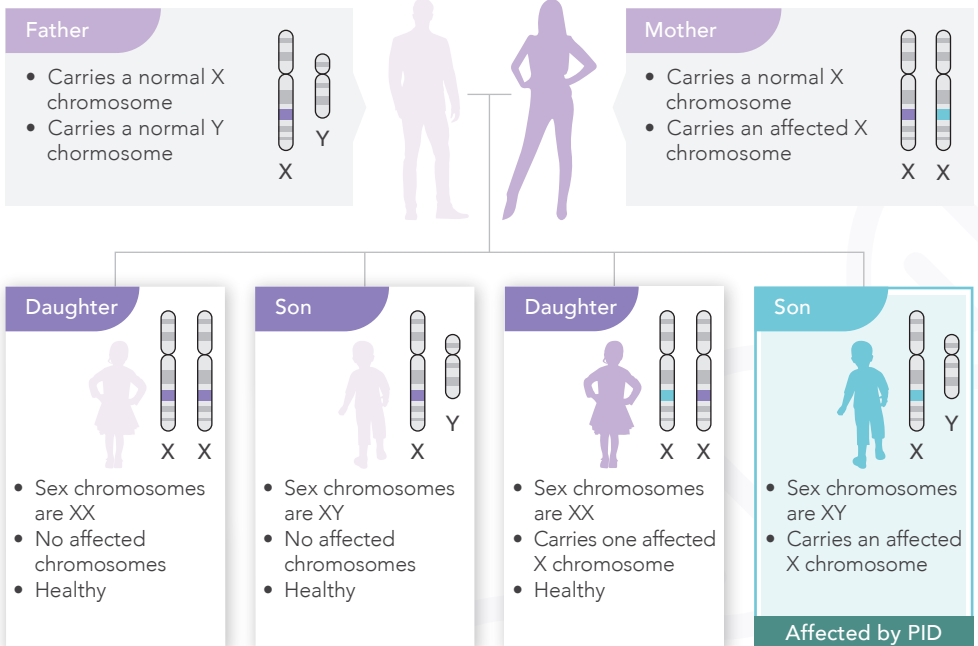 Father
• Carries a normal X
chromosome
• Carries a normal Y
chormosome
X
Y
Mother
• Carries a normal X
chromosome
• Carries an affected X
chromosome
X X
Daughter
X X
• Sex chromosomes
are XX
• No affected
chromosomes
• Healthy
Son
X
Y
• Sex chromosomes
are XY
• No affected
chromosomes
• Healthy
Daughter
X X
• Sex chromosomes
are XX
• Carries one affected
X chromosome
• Healthy
Son
X
Y
• Sex chromosomes
are XY
• Carries an affected
X chromosome
Affected by PID